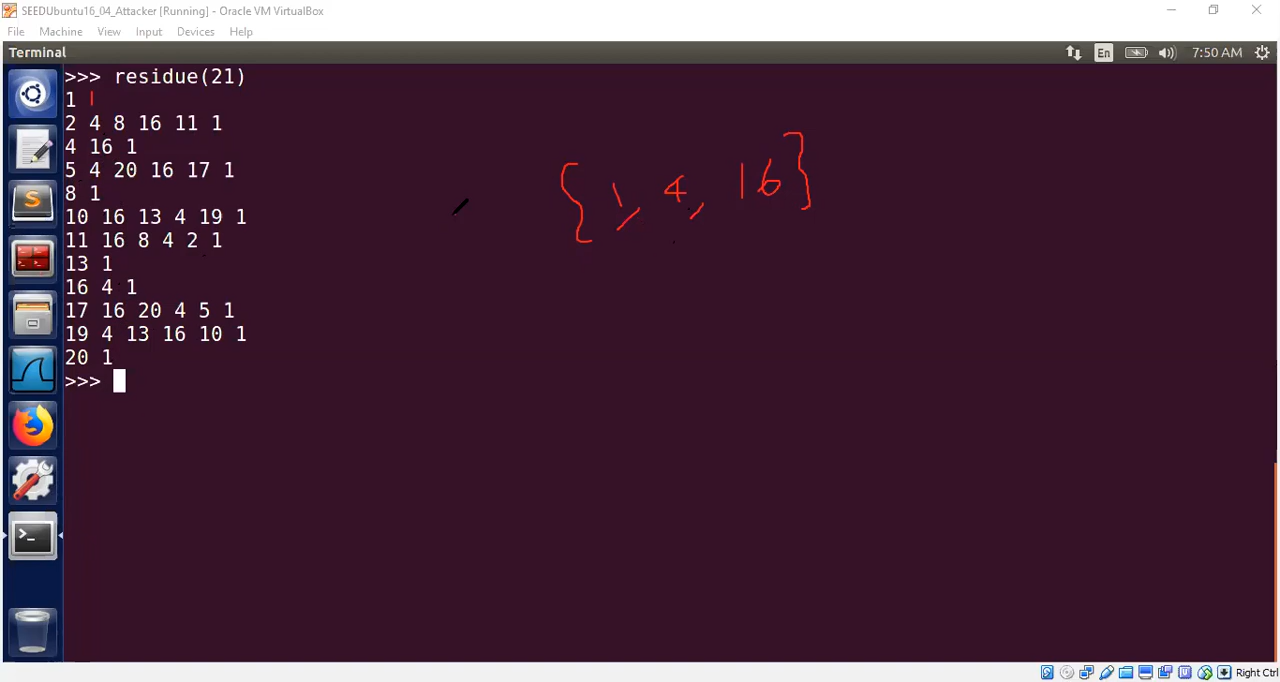 SEEDUbuntu16_04_Attacker [Running] - Oracle VM VirtualBox
File Machine View Input Devices Help
Terminal En 7:50 AM
>>> residue(21)
1 1
2 4 8 16 11 1
4 16 1
5 4 20 16 17 1
8 1
10 16 13 4 19 1
11 16 8 4 2 1
13 1
16 4 1
17 16 20 4 5 1
19 4 13 16 10 1
20 1
>>>
{1, 4, 16}
Right Ctrl